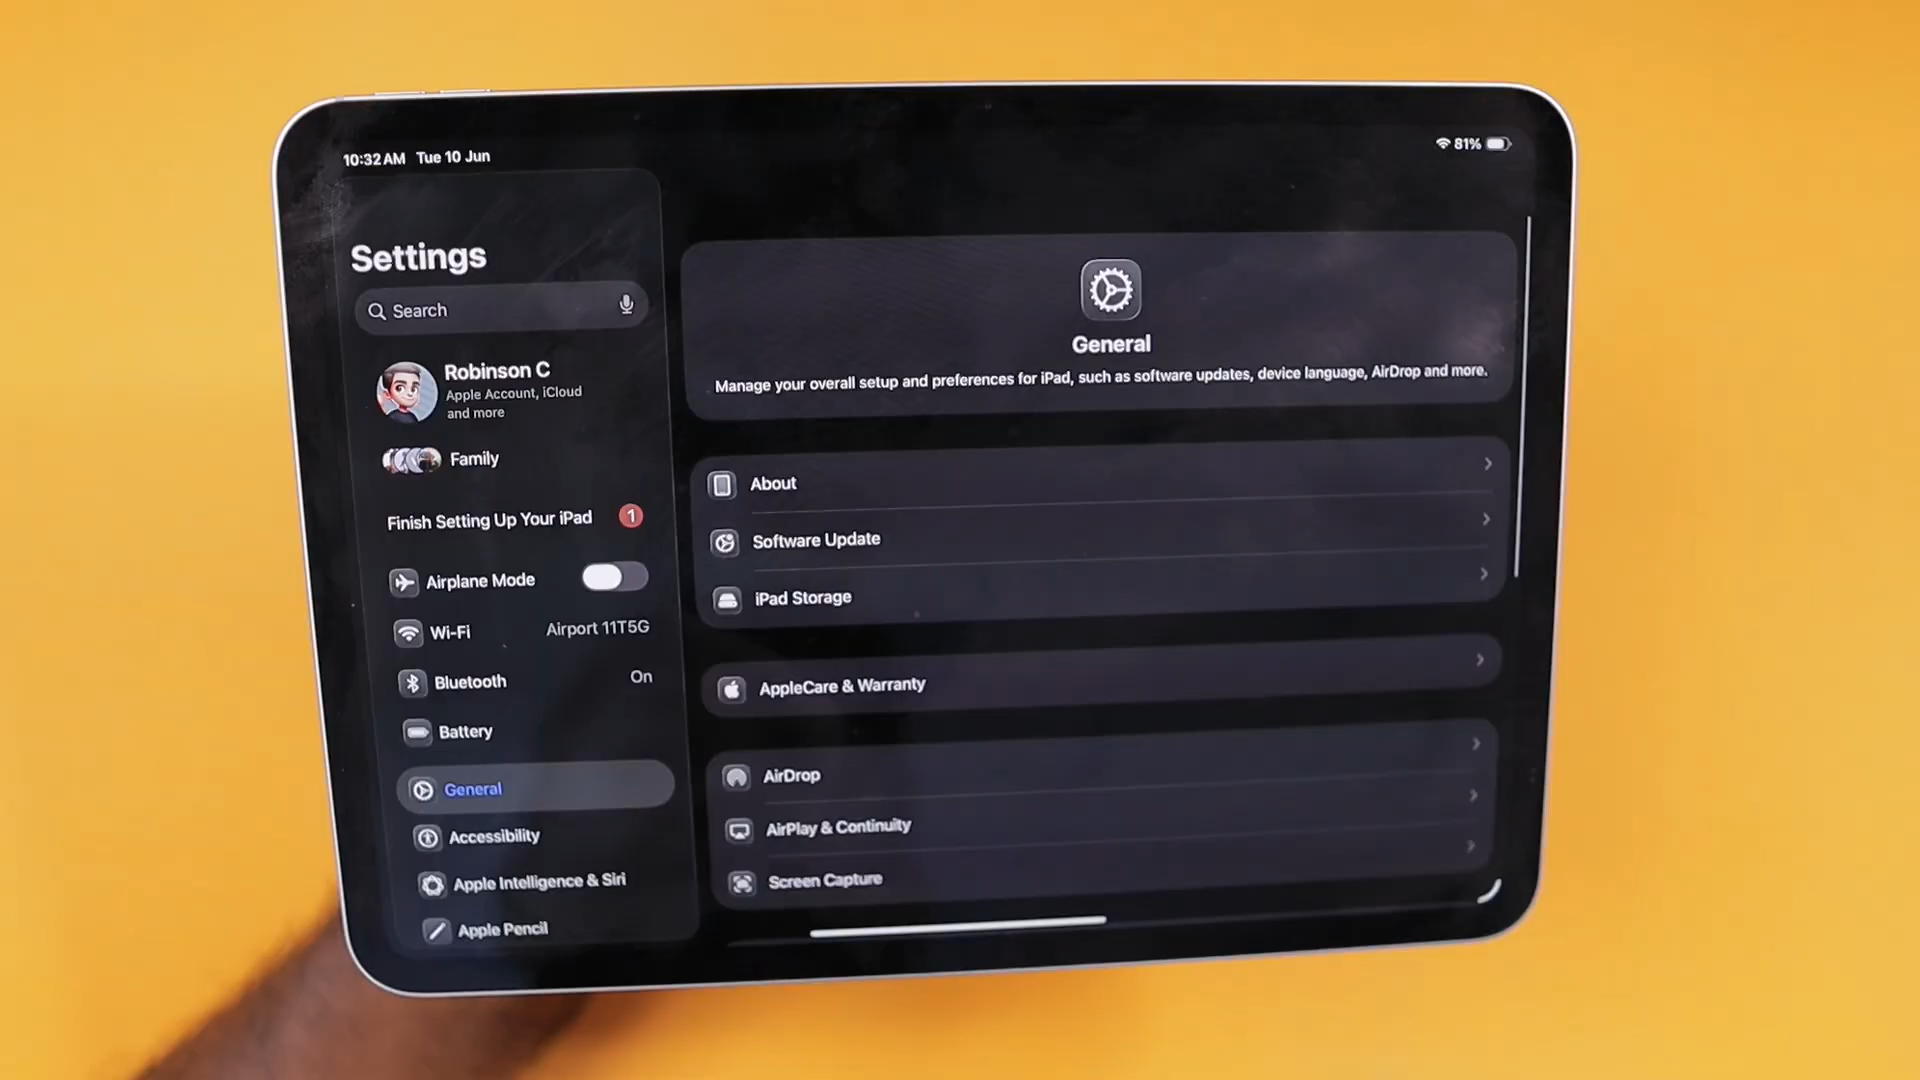 10:32 AM Tue 10 Jun
81%
Settings
Search
Robinson C
Apple Account, iCloud
and more
Family
Finish Setting Up Your iPad 1
Airplane Mode
Wi-Fi Airport 11T5G
Bluetooth On
Battery
General
Accessibility
Apple Intelligence & Siri
Apple Pencil
General
Manage your overall setup and preferences for iPad, such as software updates, device language, AirDrop and more.
About
Software Update
iPad Storage
AppleCare & Warranty
AirDrop
AirPlay & Continuity
Screen Capture